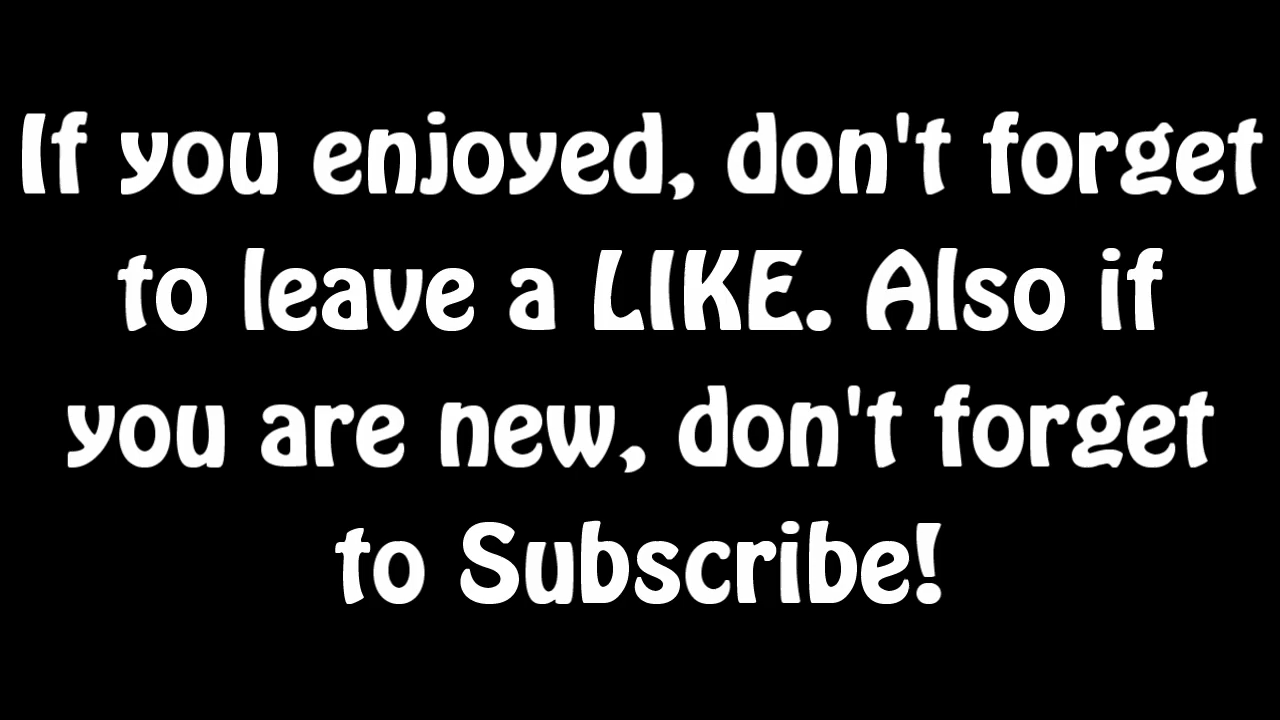 If you enjoyed, don't forget
to leave a LIKE. Also if
you are new, don't forget
to Subscribe!